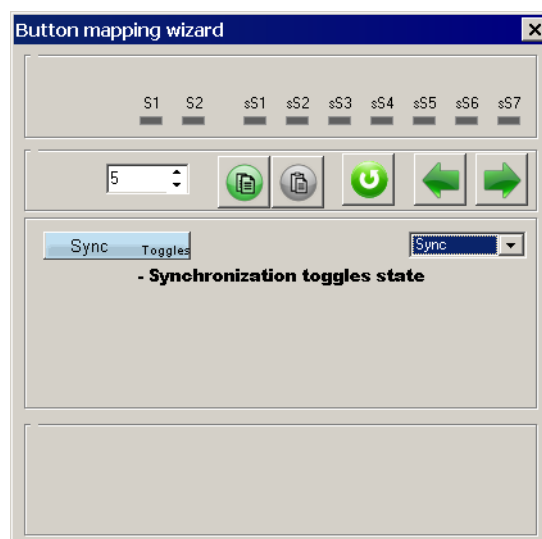 Button mapping wizard
S1 S2 sS1 sS2 sS3 sS4 sS5 sS6 sS7
5
Sync Toggles Sync
- Synchronization toggles state